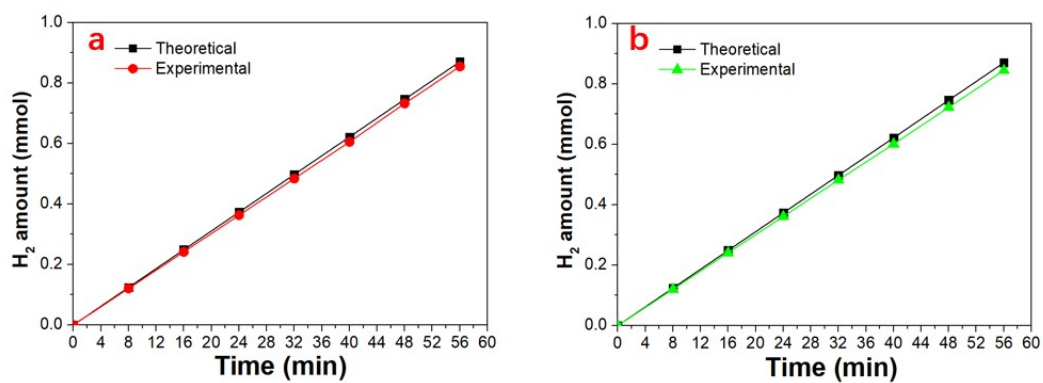 a
Theoretical
Experimental
H₂ amount (mmol)
1.0
0.8
0.6
0.4
0.2
0.0
0 4 8 12 16 20 24 28 32 36 40 44 48 52 56 60
Time (min)
b
Theoretical
Experimental
H₂ amount (mmol)
1.0
0.8
0.6
0.4
0.2
0.0
0 4 8 12 16 20 24 28 32 36 40 44 48 52 56 60
Time (min)